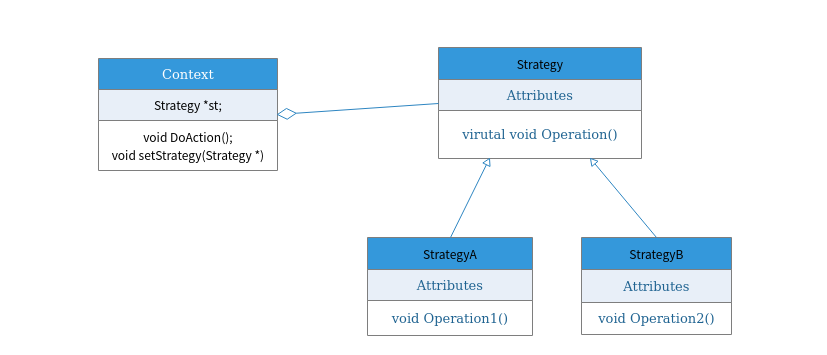 Context
Strategy *st;
void DoAction();
void setStrategy(Strategy *)
Strategy
Attributes
virutal void Operation()
StrategyA
Attributes
void Operation1()
StrategyB
Attributes
void Operation2()